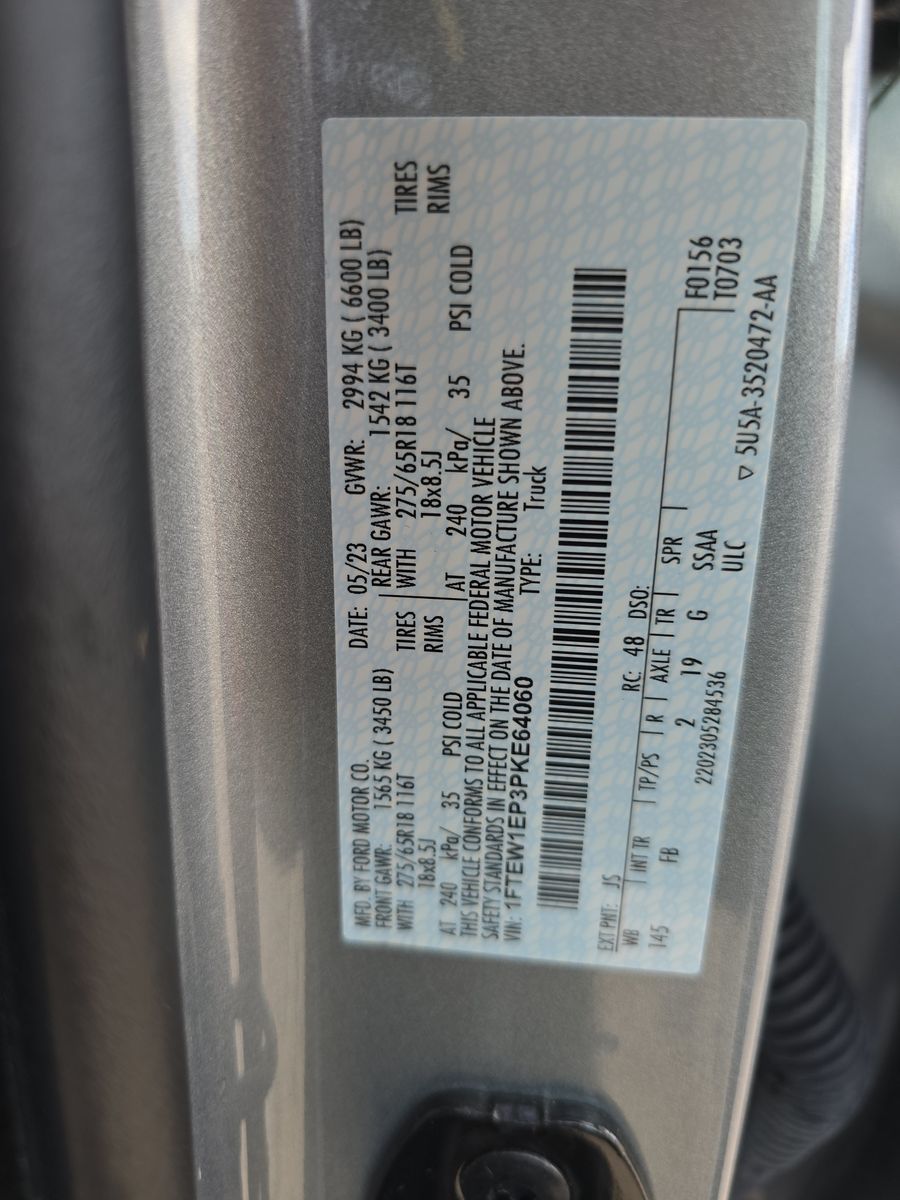 MFD. BY FORD MOTOR CO. DATE: 05/23 GVWR: 2994 KG ( 6600 LB)
FRONT GAWR: 1565 KG ( 3450 LB) REAR GAWR: 1542 KG ( 3400 LB)
WITH 275/65R18 116T TIRES WITH 275/65R18 116T TIRES
18x8.5J RIMS 18x8.5J RIMS
AT 240 kPa/ 35 PSI COLD AT 240 kPa/ 35 PSI COLD
THIS VEHICLE CONFORMS TO ALL APPLICABLE FEDERAL MOTOR VEHICLE
SAFETY STANDARDS IN EFFECT ON THE DATE OF MANUFACTURE SHOWN ABOVE.
VIN: 1FTEW1EP3PKE64060 TYPE: Truck
EXT PNT: JS RC: 48 DSO:
WB INT TR TP/PS R AXLE TR SPR F0156
145 FB 2 19 G SSAA T0703
2202305284536 ULC
▽ 5U5A-3520472-AA